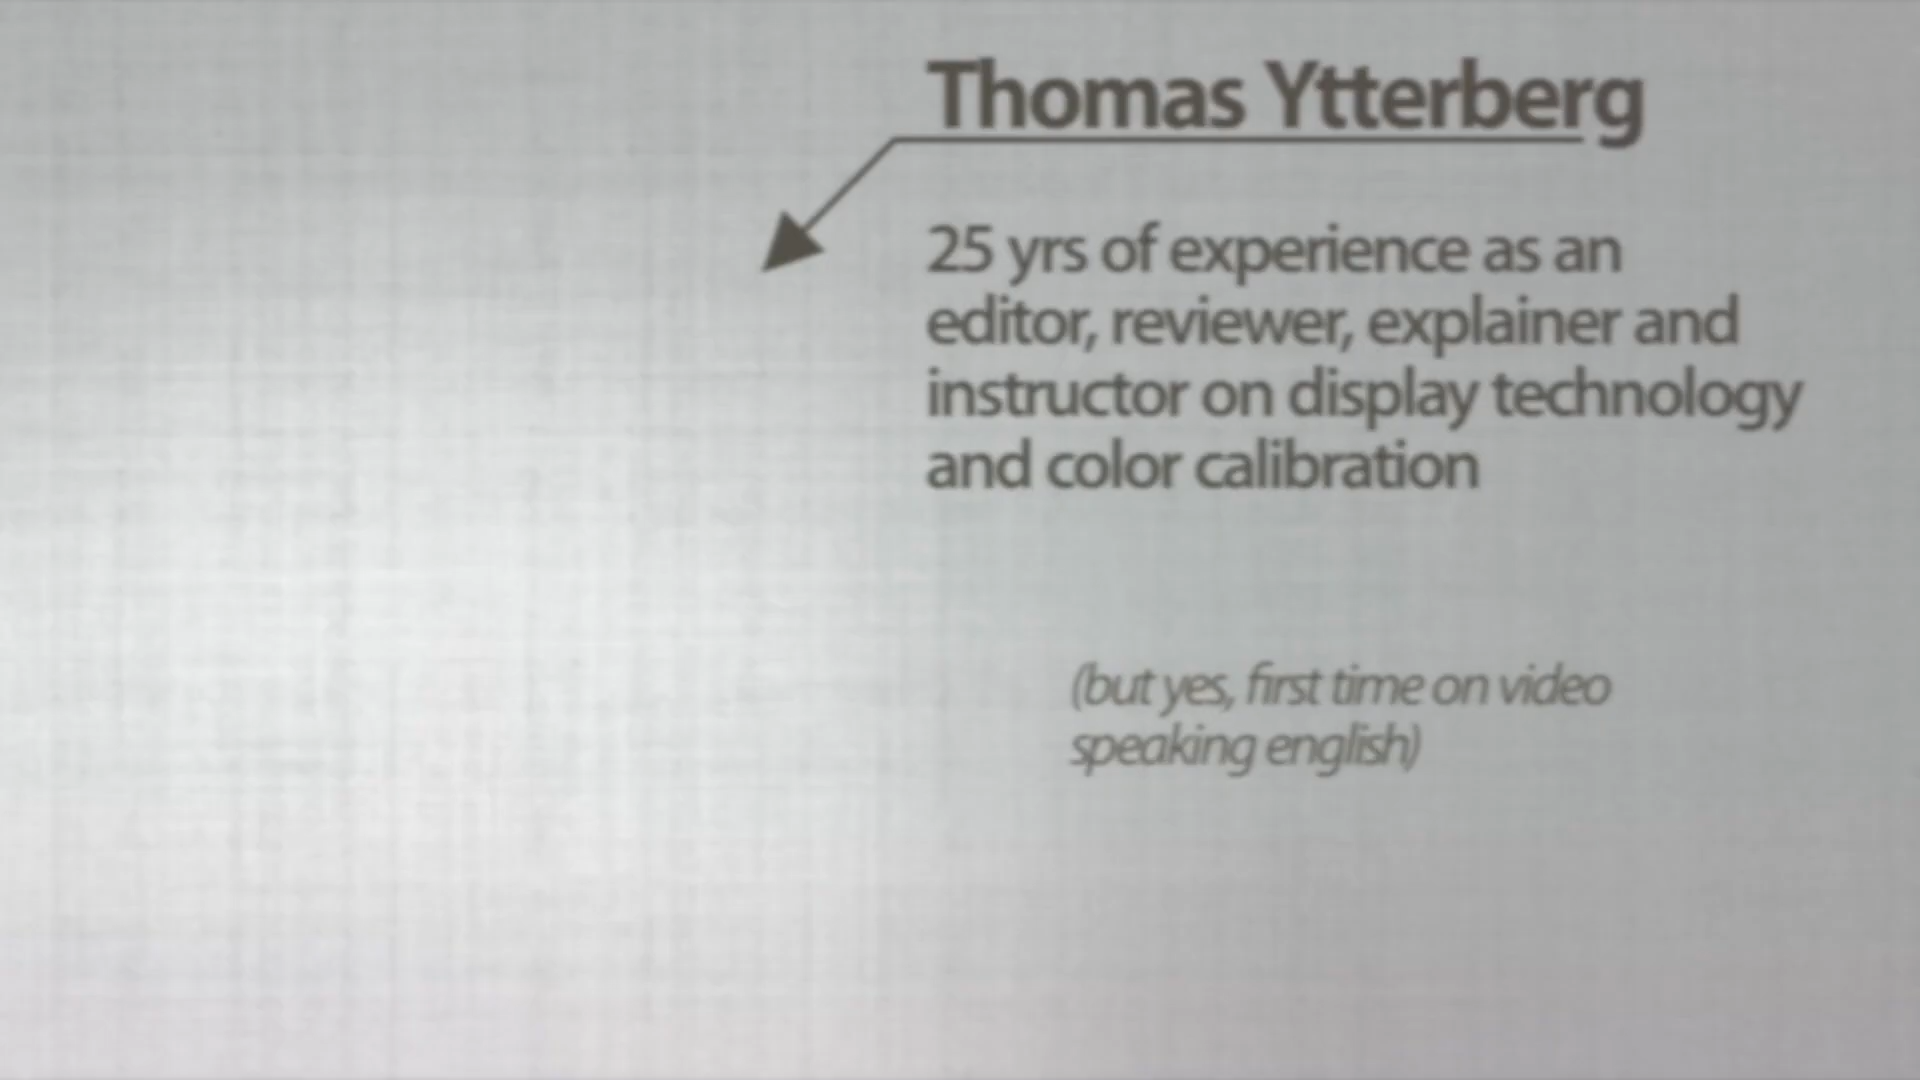 Thomas Ytterberg
25 yrs of experience as an
editor, reviewer, explainer and
instructor on display technology
and color calibration
(but yes, first time on video
speaking english)